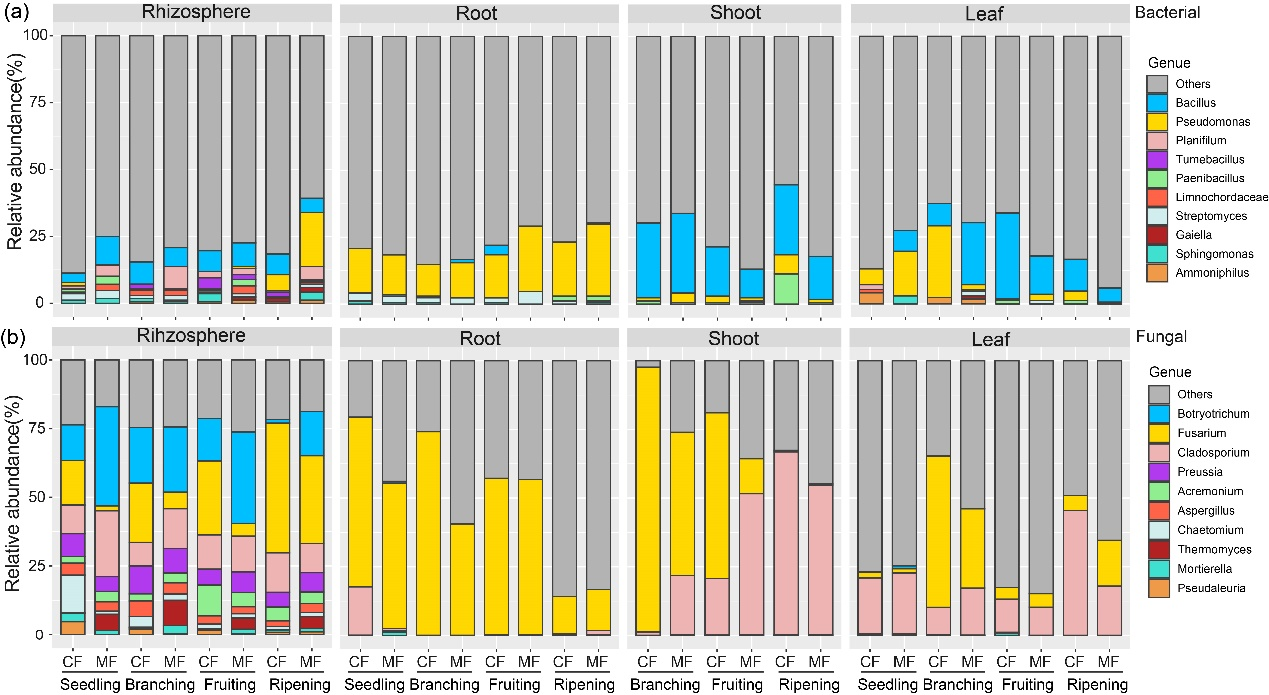 (a)
Rhizosphere
Root
Shoot
Leaf
Bacterial
Relative abundance(%)
100
75
50
25
0
Genue
Others
Bacillus
Pseudomonas
Planifilum
Tumebacillus
Paenibacillus
Limnochordaceae
Streptomyces
Gaiella
Sphingomonas
Ammoniphilus
(b)
Rihzosphere
Root
Shoot
Leaf
Fungal
Relative abundance(%)
100
75
50
25
0
Genue
Others
Botryotrichum
Fusarium
Cladosporium
Preussia
Acremonium
Aspergillus
Chaetomium
Thermomyces
Mortierella
Pseudaleuria
CF MF CF MF CF MF CF MF CF MF CF MF CF MF CF MF CF MF CF MF CF MF CF MF CF MF CF MF CF MF
Seedling Branching Fruiting Ripening Seedling Branching Fruiting Ripening Branching Fruiting Ripening Seedling Branching Fruiting Ripening